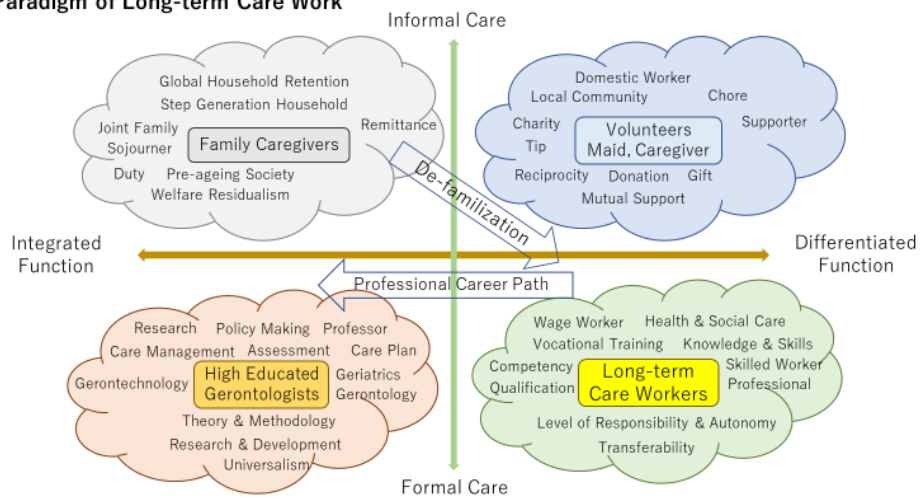 Paradigm of Long-term Care Work
Informal Care
Global Household Retention
Step Generation Household
Joint Family
Sojourner
Family Caregivers
Remittance
Duty
Pre-ageing Society
Welfare Residualism
Domestic Worker
Local Community
Chore
Charity
Tip
Volunteers
Maid, Caregiver
Supporter
Reciprocity
Donation
Gift
Mutual Support
De-familization
Integrated
Function
Differentiated
Function
Professional Career Path
Research
Policy Making
Professor
Care Management
Assessment
Care Plan
Gerontechnology
High Educated
Gerontologists
Geriatrics
Gerontology
Theory & Methodology
Research & Development
Universalism
Wage Worker
Health & Social Care
Vocational Training
Knowledge & Skills
Competency
Qualification
Long-term
Care Workers
Skilled Worker
Professional
Level of Responsibility & Autonomy
Transferability
Formal Care